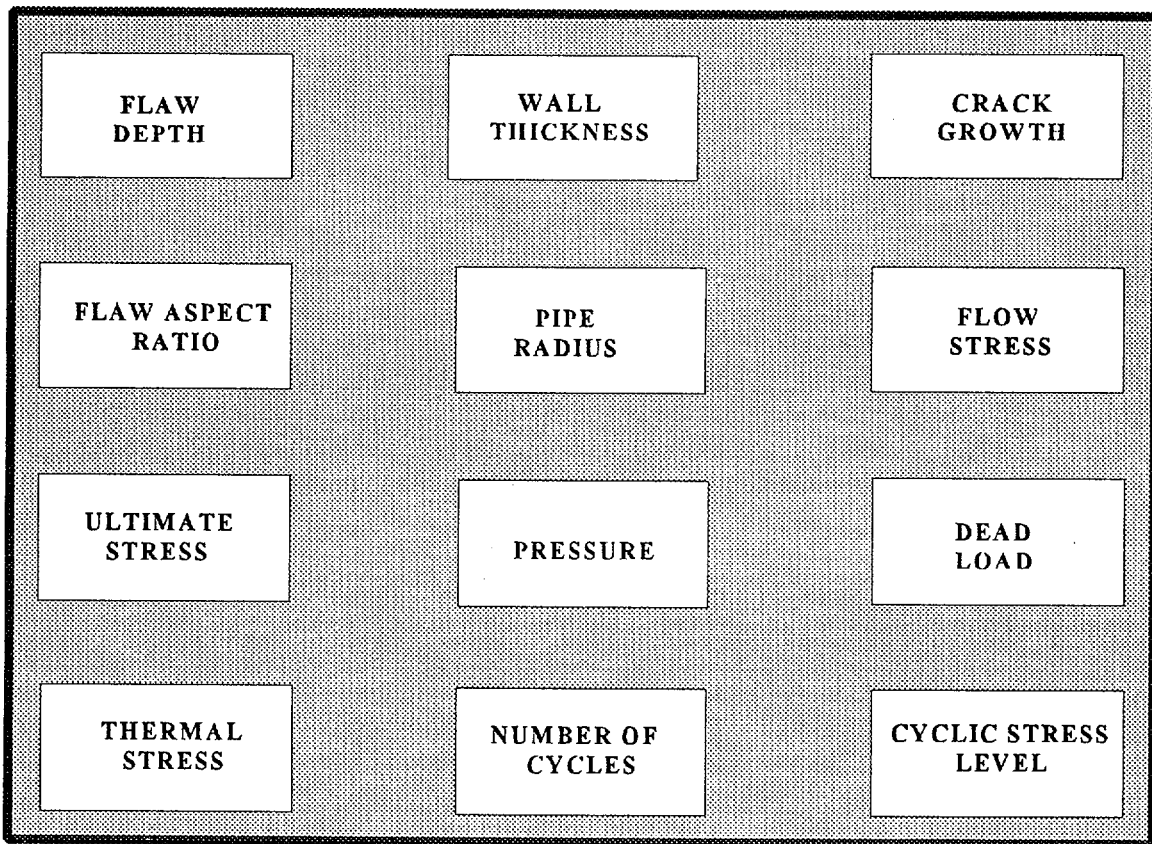 FLAW
DEPTH
WALL
THICKNESS
CRACK
GROWTH
FLAW ASPECT
RATIO
PIPE
RADIUS
FLOW
STRESS
ULTIMATE
STRESS
PRESSURE
DEAD
LOAD
THERMAL
STRESS
NUMBER OF
CYCLES
CYCLIC STRESS
LEVEL